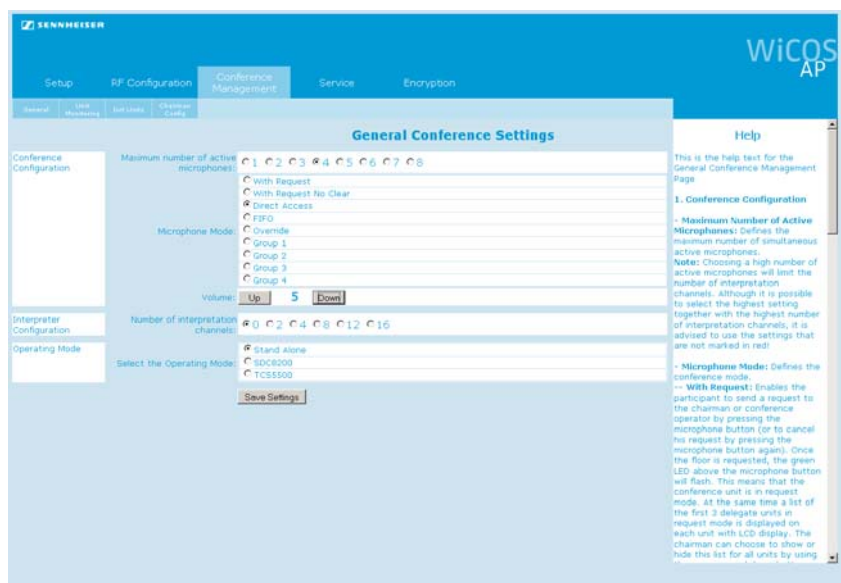 SENNHEISER
WiCOS
AP
Setup
RF Configuration
Conference
Management
Service
Encryption
General
Unit
Monitoring
Init Units
Chairman
Config
General Conference Settings
Conference
Configuration
Maximum number of active
microphones:
1 2 3 4 5 6 7 8
Microphone Mode:
With Request
With Request No Clear
Direct Access
FIFO
Override
Group 1
Group 2
Group 3
Group 4
Volume: Up 5 Down
Interpreter
Configuration
Number of interpretation
channels:
0 2 4 8 12 16
Operating Mode
Select the Operating Mode:
Stand Alone
SDC8200
TCS5500
Save Settings
Help
This is the help text for the
General Conference Management
Page
1. Conference Configuration
- Maximum Number of Active
Microphones: Defines the
maximum number of simultaneous
active microphones.
Note: Choosing a high number of
active microphones will limit the
number of interpretation
channels. Although it is possible
to select the highest setting
together with the highest number
of interpretation channels, it is
advised to use the settings that
are not marked in red!
- Microphone Mode: Defines the
conference mode.
-- With Request: Enables the
participant to send a request to
the chairman or conference
operator by pressing the
microphone button (or to cancel
his request by pressing the
microphone button again). Once
the floor is requested, the green
LED above the microphone button
will flash. This means that the
conference unit is in request
mode. At the same time a list of
the first 3 delegate units in
request mode is displayed on
each unit with LCD display. The
chairman can choose to show or
hide this list for all units by using